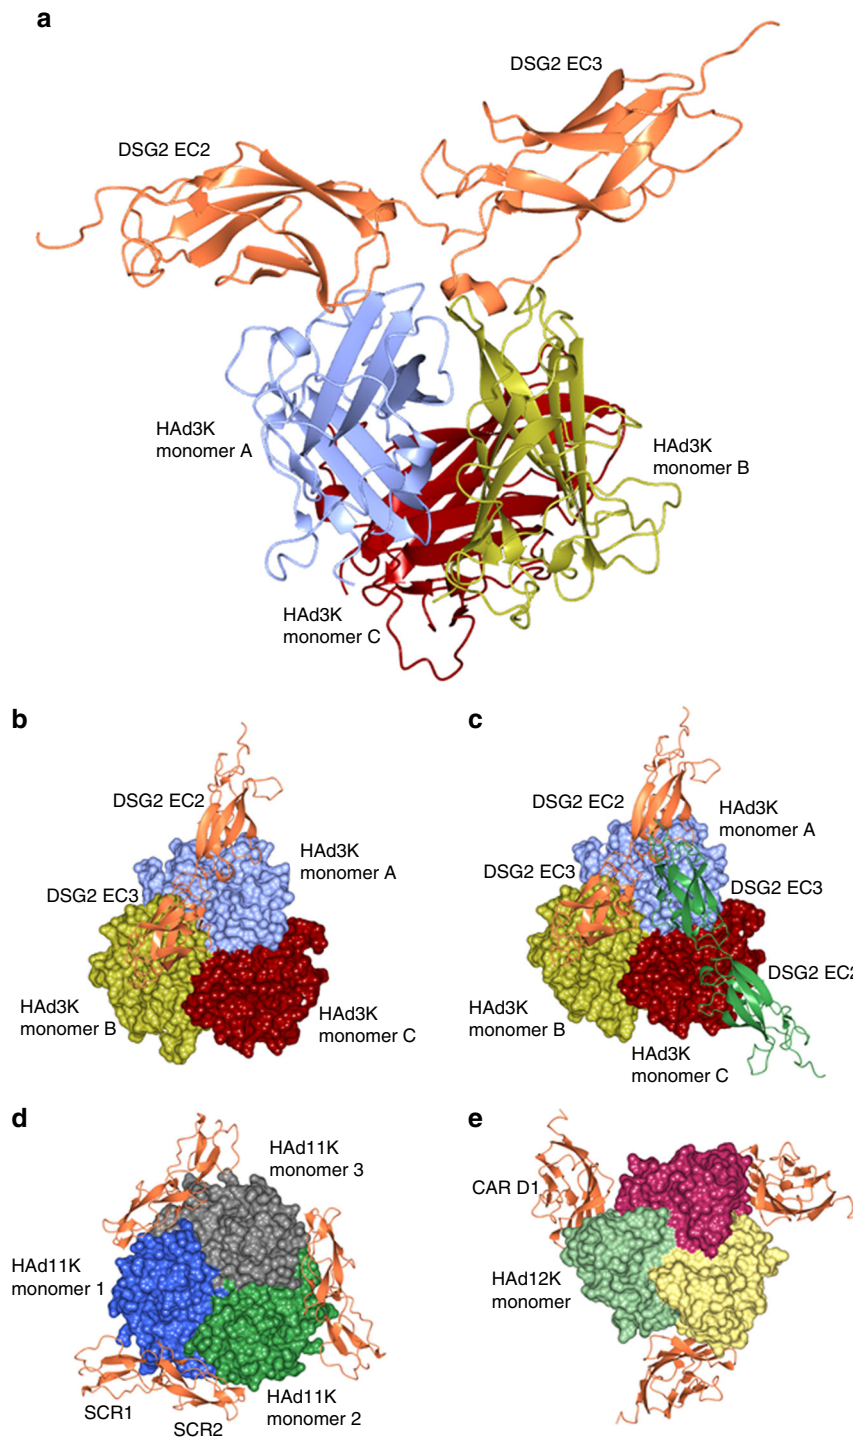 a
DSG2 EC3
DSG2 EC2
HAd3K
monomer A
HAd3K
monomer B
HAd3K
monomer C
b
DSG2 EC2
HAd3K
monomer A
DSG2 EC3
HAd3K
monomer B
HAd3K
monomer C
c
DSG2 EC2
HAd3K
monomer A
DSG2 EC3
DSG2 EC3
DSG2 EC2
HAd3K
monomer B
HAd3K
monomer C
d
HAd11K
monomer 3
HAd11K
monomer 1
SCR1
SCR2
HAd11K
monomer 2
e
CAR D1
HAd12K
monomer